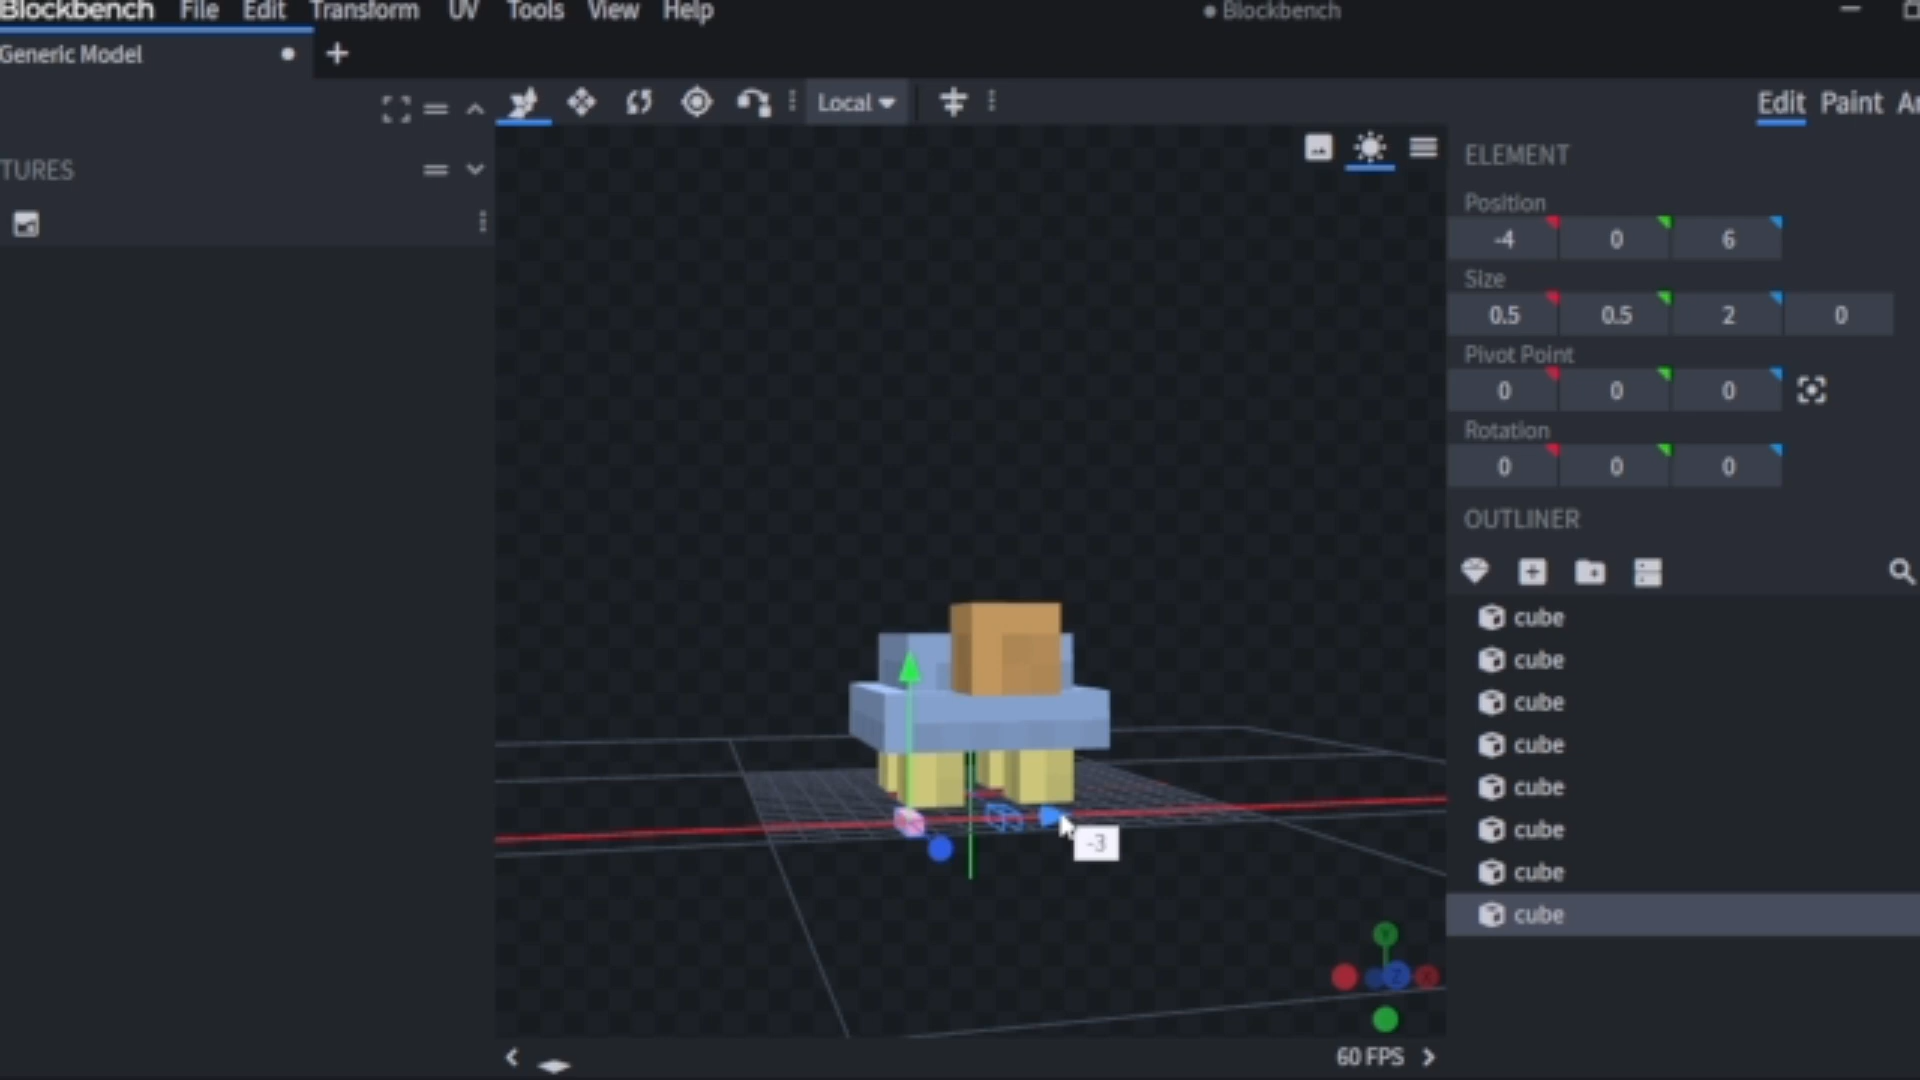 Blockbench File Edit Transform UV Tools View Help • Blockbench
Generic Model
Local
Edit Paint An
TURES
ELEMENT
Position
-4 0 6
Size
0.5 0.5 2 0
Pivot Point
0 0 0
Rotation
0 0 0
OUTLINER
cube
cube
cube
cube
cube
cube
cube
cube
-3
Y
Z
X
60 FPS